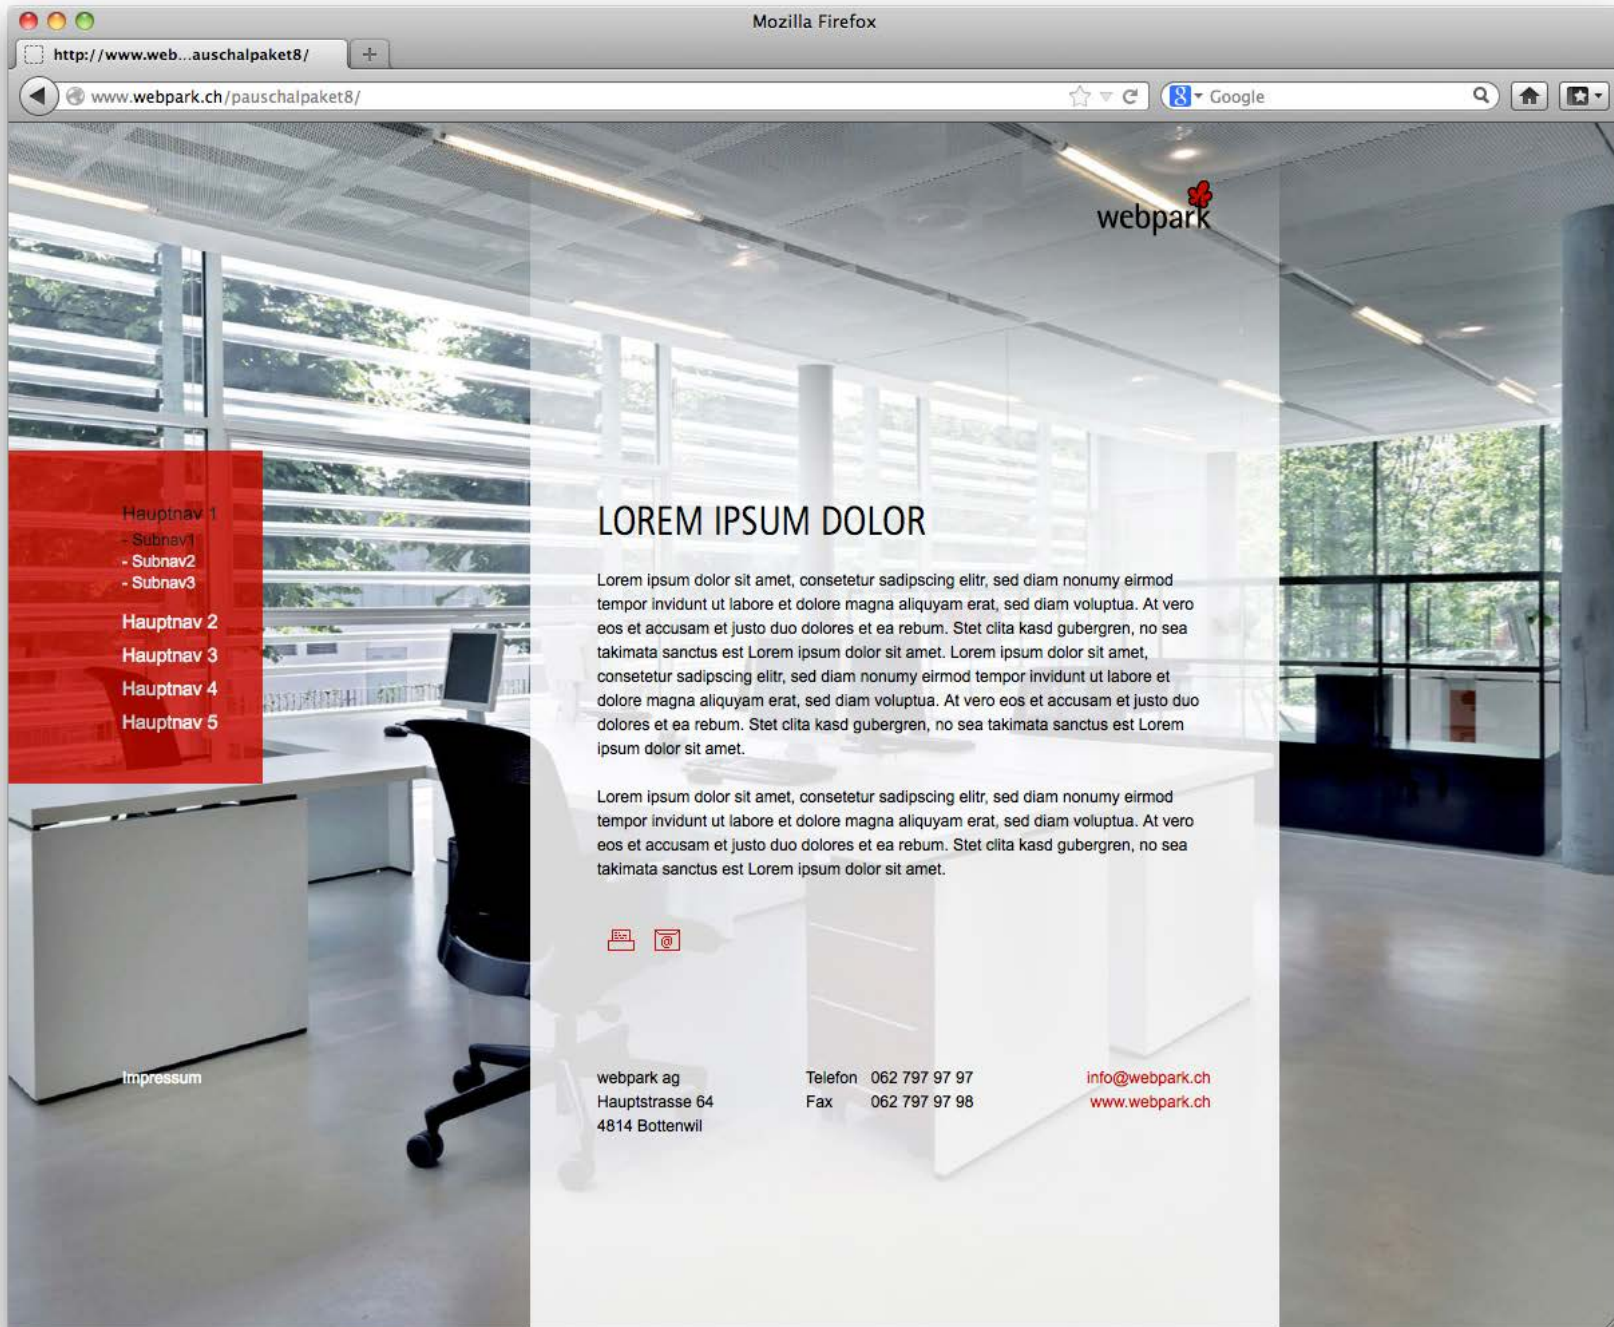 Mozilla Firefox
http://www.web...auschalpaket8/
www.webpark.ch/pauschalpaket8/
Google
webpark
Hauptnav 1
- Subnav1
- Subnav2
- Subnav3
Hauptnav 2
Hauptnav 3
Hauptnav 4
Hauptnav 5
LOREM IPSUM DOLOR
Lorem ipsum dolor sit amet, consetetur sadipscing elitr, sed diam nonumy eirmod
tempor invidunt ut labore et dolore magna aliquyam erat, sed diam voluptua. At vero
eos et accusam et justo duo dolores et ea rebum. Stet clita kasd gubergren, no sea
takimata sanctus est Lorem ipsum dolor sit amet. Lorem ipsum dolor sit amet,
consetetur sadipscing elitr, sed diam nonumy eirmod tempor invidunt ut labore et
dolore magna aliquyam erat, sed diam voluptua. At vero eos et accusam et justo duo
dolores et ea rebum. Stet clita kasd gubergren, no sea takimata sanctus est Lorem
ipsum dolor sit amet.
Lorem ipsum dolor sit amet, consetetur sadipscing elitr, sed diam nonumy eirmod
tempor invidunt ut labore et dolore magna aliquyam erat, sed diam voluptua. At vero
eos et accusam et justo duo dolores et ea rebum. Stet clita kasd gubergren, no sea
takimata sanctus est Lorem ipsum dolor sit amet.
Impressum
webpark ag
Hauptstrasse 64
4814 Bottenwil
Telefon 062 797 97 97
Fax 062 797 97 98
info@webpark.ch
www.webpark.ch